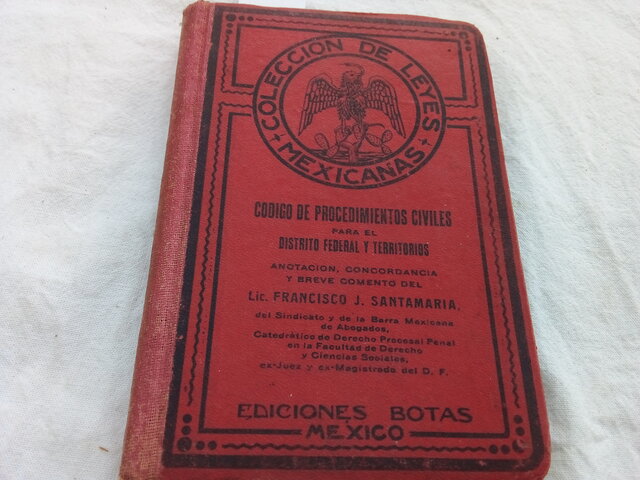 COLECCION DE LEYES
+ MEXICANAS +
CODIGO DE PROCEDIMIENTOS CIVILES
PARA EL
DISTRITO FEDERAL Y TERRITORIOS
ANOTACION, CONCORDANCIA
Y BREVE COMENTO DEL
Lic. FRANCISCO J. SANTAMARIA,
del Sindicato y de la Barra Mexicana
de Abogados,
Catedrático de Derecho Procesal Penal
en la Facultad de Derecho
y Ciencias Sociales,
ex-Juez y ex-Magistrado del D. F.
EDICIONES BOTAS
MEXICO